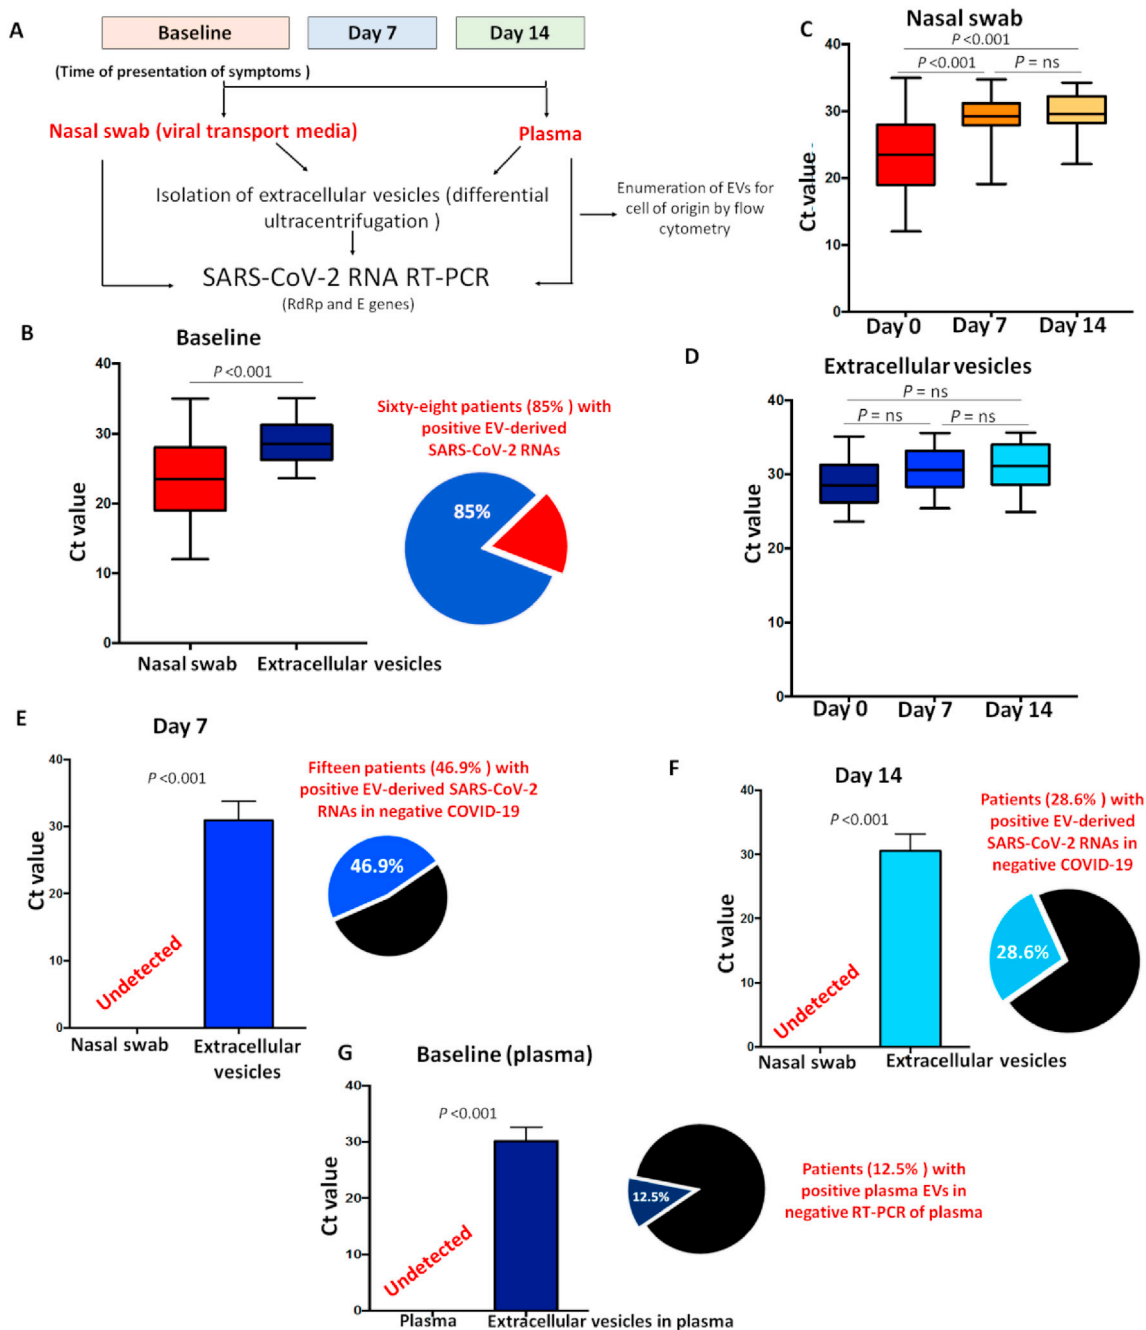 A
Baseline
Day 7
Day 14
(Time of presentation of symptoms )
Nasal swab (viral transport media)
Plasma
Isolation of extracellular vesicles (differential
ultracentrifugation )
Enumeration of EVs for
cell of origin by flow
cytometry
SARS-CoV-2 RNA RT-PCR
(RdRp and E genes)
C
Nasal swab
P <0.001
P <0.001
P = ns
Ct value
40
30
20
10
0
Day 0
Day 7
Day 14
B
Baseline
P <0.001
Ct value
40
30
20
10
0
Nasal swab
Extracellular vesicles
Sixty-eight patients (85% ) with
positive EV-derived
SARS-CoV-2 RNAs
85%
D
Extracellular vesicles
P = ns
P = ns
P = ns
Ct value
40
30
20
10
0
Day 0
Day 7
Day 14
E
Day 7
P <0.001
Ct value
40
30
20
10
0
Undetected
Nasal swab
Extracellular
vesicles
Fifteen patients (46.9% ) with
positive EV-derived SARS-CoV-2
RNAs in negative COVID-19
46.9%
F
Day 14
P <0.001
Ct value
40
30
20
10
0
Undetected
Nasal swab
Extracellular vesicles
Patients (28.6% ) with
positive EV-derived
SARS-CoV-2 RNAs in
negative COVID-19
28.6%
G
Baseline (plasma)
P <0.001
Ct value
40
30
20
10
0
Undetected
Plasma
Extracellular vesicles in plasma
12.5%
Patients (12.5% ) with
positive plasma EVs in
negative RT-PCR of plasma